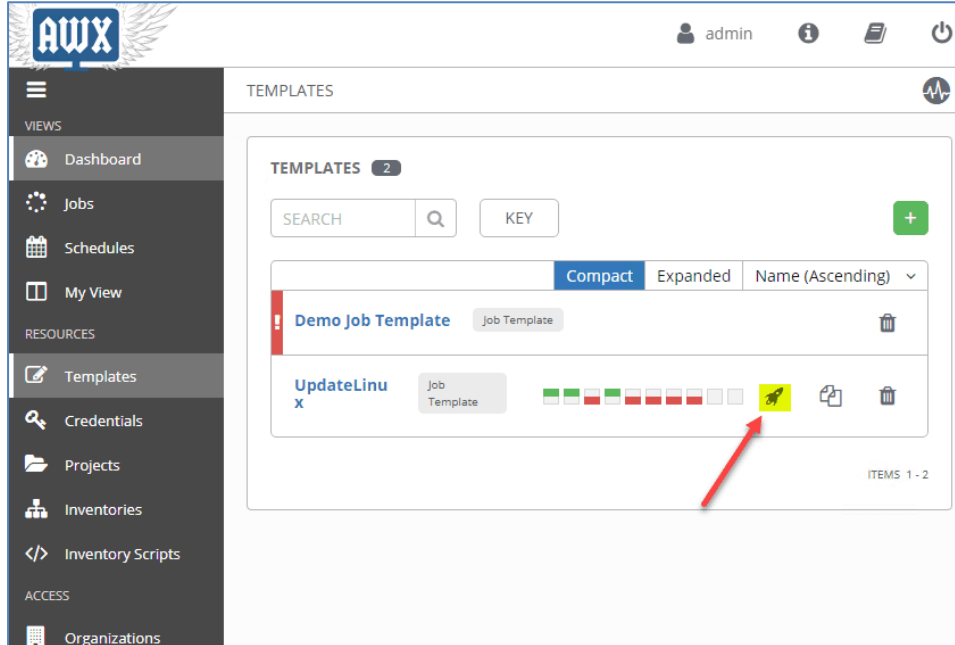 AWX
admin
TEMPLATES
VIEWS
Dashboard
Jobs
Schedules
My View
RESOURCES
Templates
Credentials
Projects
Inventories
Inventory Scripts
ACCESS
Organizations
TEMPLATES 2
SEARCH
KEY
+
Compact Expanded Name (Ascending)
! Demo Job Template Job Template
UpdateLinu
x
Job
Template
ITEMS 1 - 2